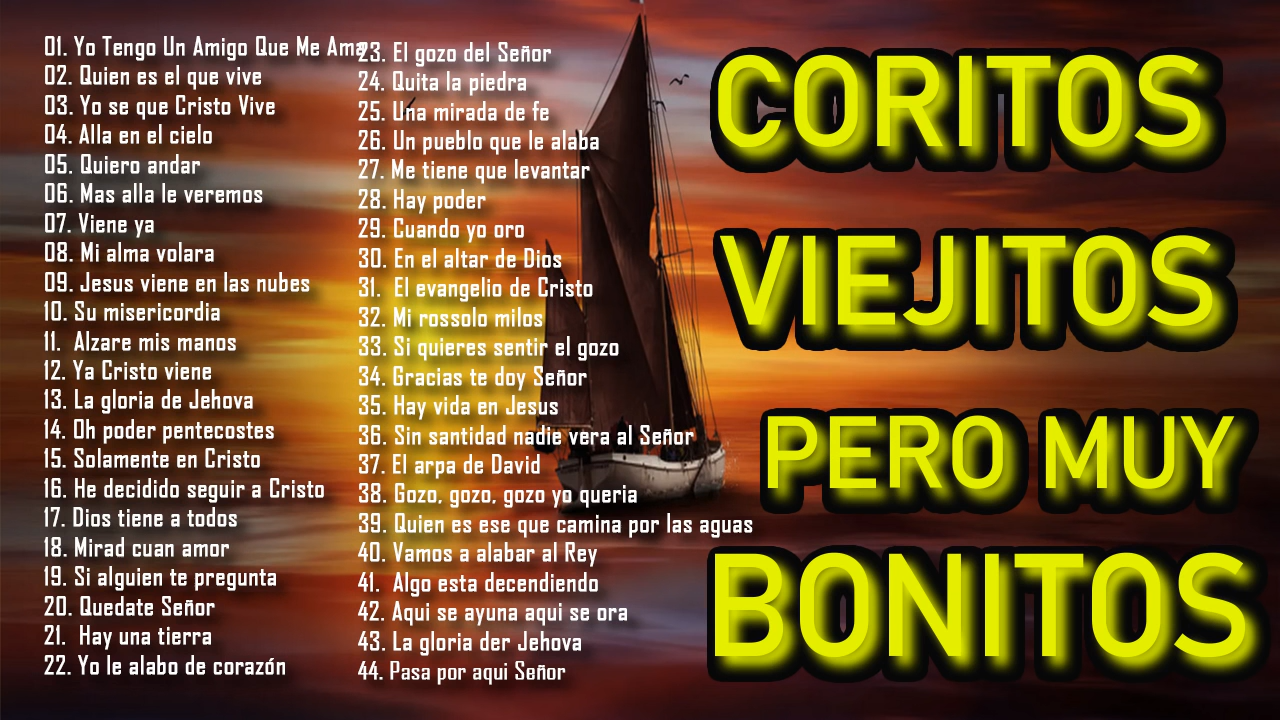 01. Yo Tengo Un Amigo Que Me Ama
02. Quien es el que vive
03. Yo se que Cristo Vive
04. Alla en el cielo
05. Quiero andar
06. Mas alla le veremos
07. Viene ya
08. Mi alma volara
09. Jesus viene en las nubes
10. Su misericordia
11. Alzare mis manos
12. Ya Cristo viene
13. La gloria de Jehova
14. Oh poder pentecostes
15. Solamente en Cristo
16. He decidido seguir a Cristo
17. Dios tiene a todos
18. Mirad cuan amor
19. Si alguien te pregunta
20. Quedate Señor
21. Hay una tierra
22. Yo le alabo de corazón
23. El gozo del Señor
24. Quita la piedra
25. Una mirada de fe
26. Un pueblo que le alaba
27. Me tiene que levantar
28. Hay poder
29. Cuando yo oro
30. En el altar de Dios
31. El evangelio de Cristo
32. Mi rossolo milos
33. Si quieres sentir el gozo
34. Gracias te doy Señor
35. Hay vida en Jesus
36. Sin santidad nadie vera al Señor
37. El arpa de David
38. Gozo, gozo, gozo yo queria
39. Quien es ese que camina por las aguas
40. Vamos a alabar al Rey
41. Algo esta decendiendo
42. Aqui se ayuna aqui se ora
43. La gloria der Jehova
44. Pasa por aqui Señor
CORITOS
VIEJITOS
PERO MUY
BONITOS